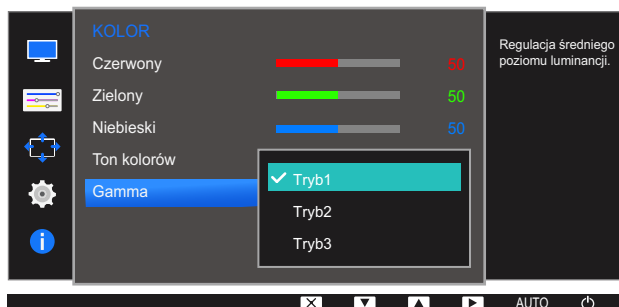 KOLOR
Czerwony 50
Zielony 50
Niebieski 50
Ton kolorów
Gamma
Tryb1
Tryb2
Tryb3
Regulacja średniego
poziomu luminancji.
AUTO